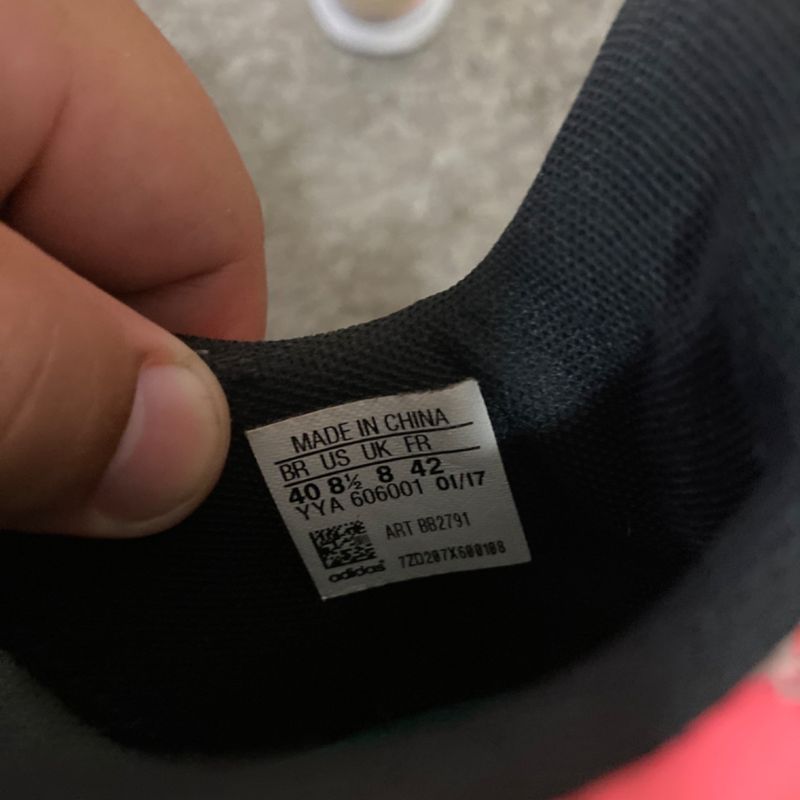 MADE IN CHINA
BR US UK FR
40 8½ 8 42
YYA 606001 01/17
ART BB2791
adidas 7ZD207X600108